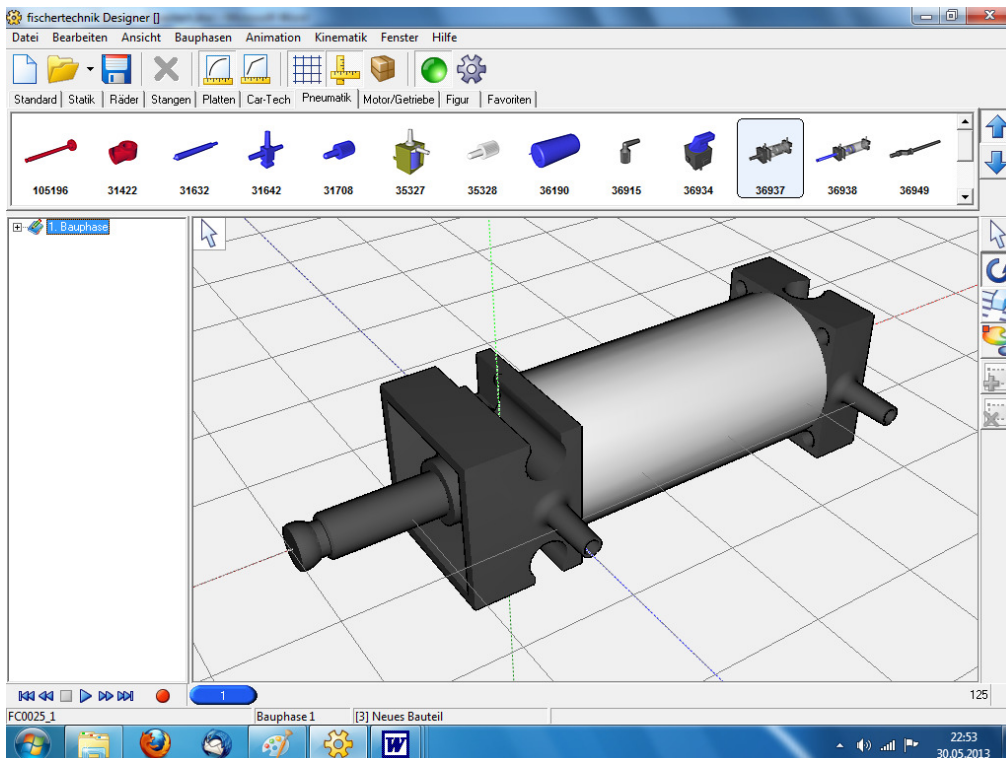 fischertechnik Designer []
Datei Bearbeiten Ansicht Bauphasen Animation Kinematik Fenster Hilfe
Standard Statik Räder Stangen Platten Car-Tech Pneumatik Motor/Getriebe Figur Favoriten
105196 31422 31632 31642 31708 35327 35328 36190 36915 36934 36937 36938 36949
1. Bauphase
1 125
FC0025_1 Bauphase 1 [3] Neues Bauteil
W 22:53
30.05.2013